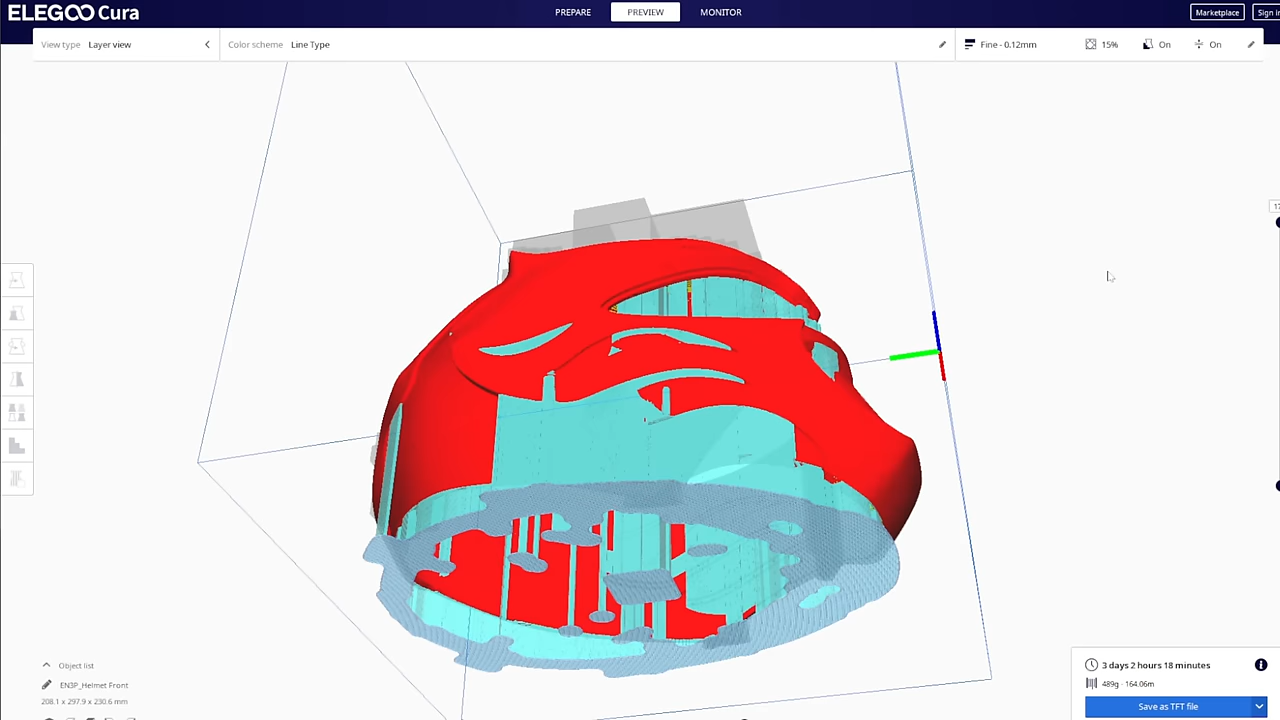 ELEGOO Cura
PREPARE PREVIEW MONITOR
Marketplace Sign in
View type Layer view Color scheme Line Type
Fine - 0.12mm 15% On On
17
Object list
EN3P_Helmet Front
208.1 x 297.9 x 230.6 mm
3 days 2 hours 18 minutes
489g · 164.06m
Save as TFT file